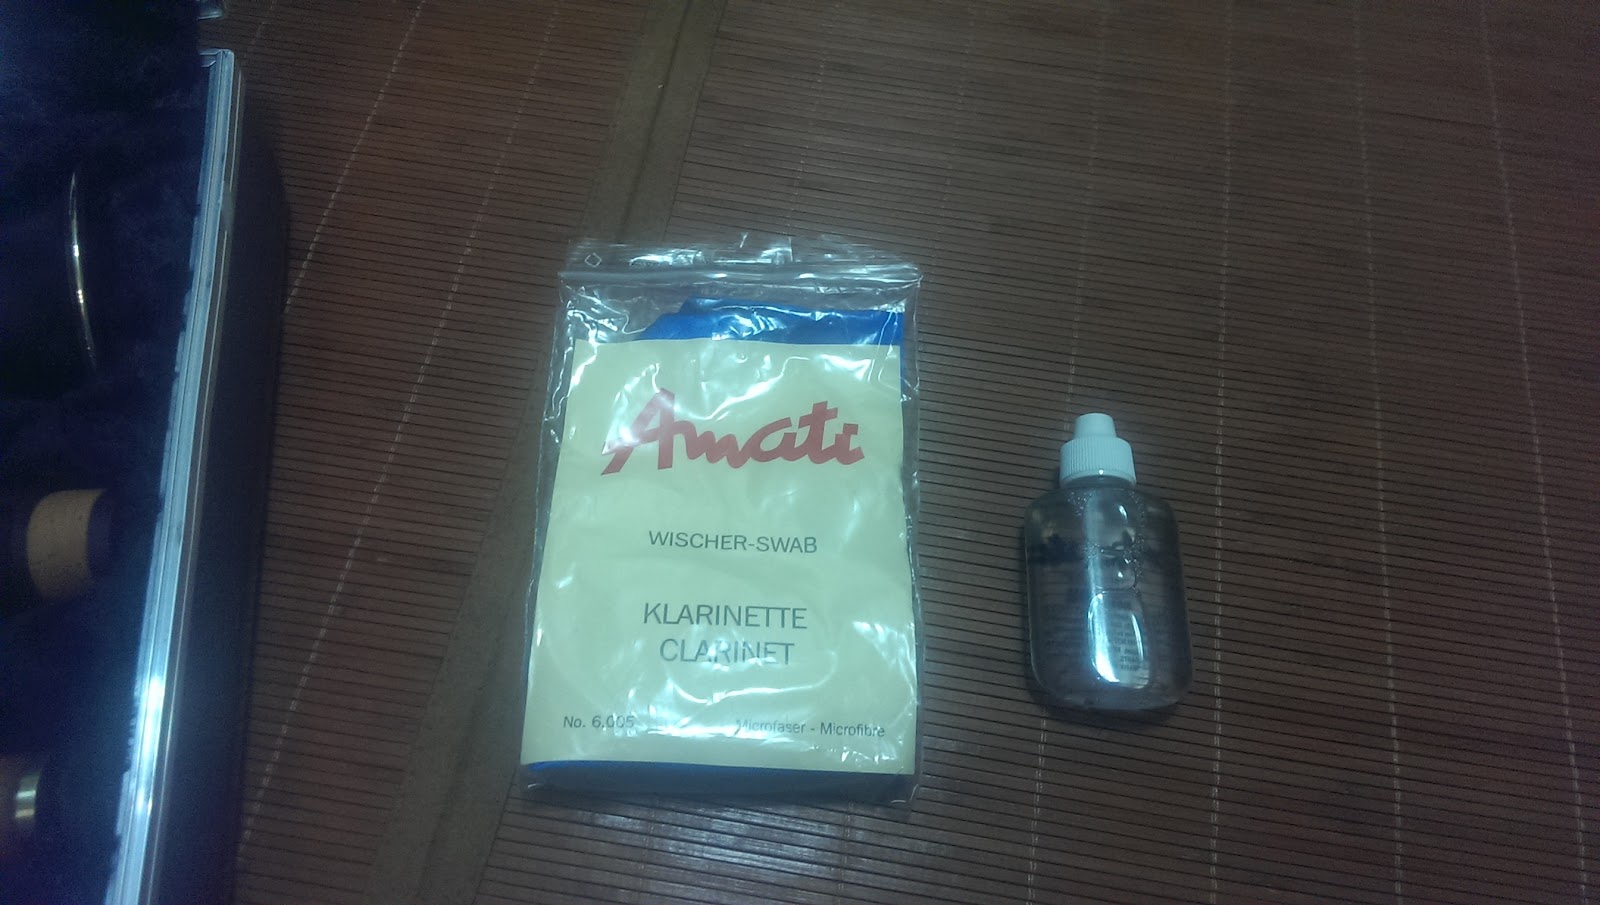 Amati
WISCHER-SWAB
KLARINETTE
CLARINET
No. 6.005 Microfaser - Microfibre